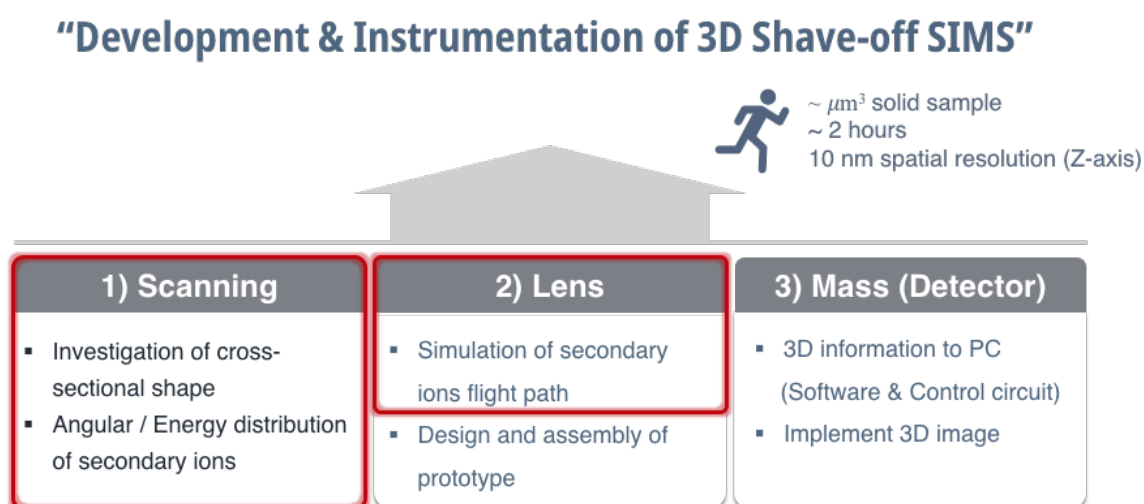 “Development & Instrumentation of 3D Shave-off SIMS”
~ μm³ solid sample
~ 2 hours
10 nm spatial resolution (Z-axis)
1) Scanning
▪ Investigation of cross-
sectional shape
▪ Angular / Energy distribution
of secondary ions
2) Lens
▪ Simulation of secondary
ions flight path
▪ Design and assembly of
prototype
3) Mass (Detector)
▪ 3D information to PC
(Software & Control circuit)
▪ Implement 3D image